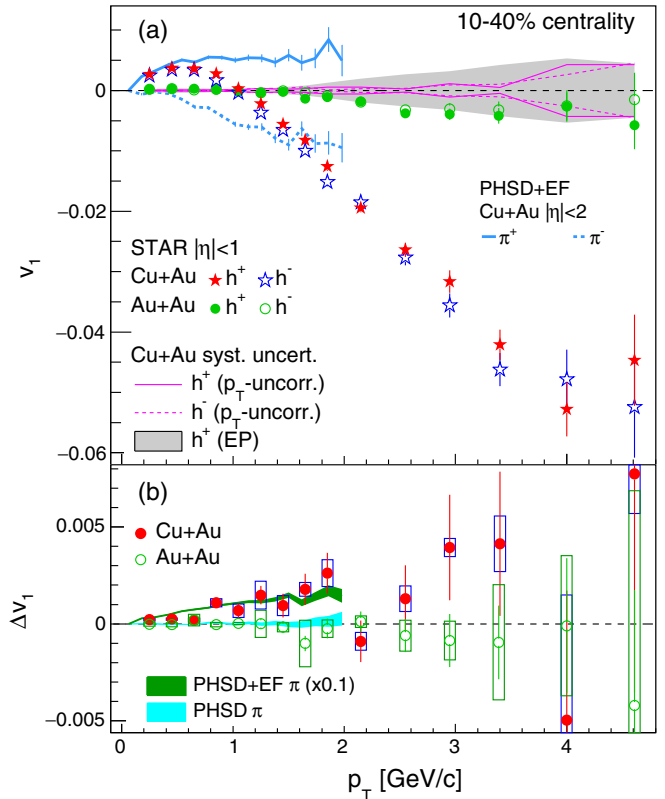 10-40% centrality
(a)
0
−0.02
−0.04
−0.06
v1
PHSD+EF
Cu+Au |η|<2
π+ π-
STAR |η|<1
Cu+Au h+ h-
Au+Au h+ h-
Cu+Au syst. uncert.
h+ (pT-uncorr.)
h- (pT-uncorr.)
h+ (EP)
(b)
Cu+Au
Au+Au
0.005
0
−0.005
Δv1
PHSD+EF π (x0.1)
PHSD π
0 1 2 3 4
pT [GeV/c]